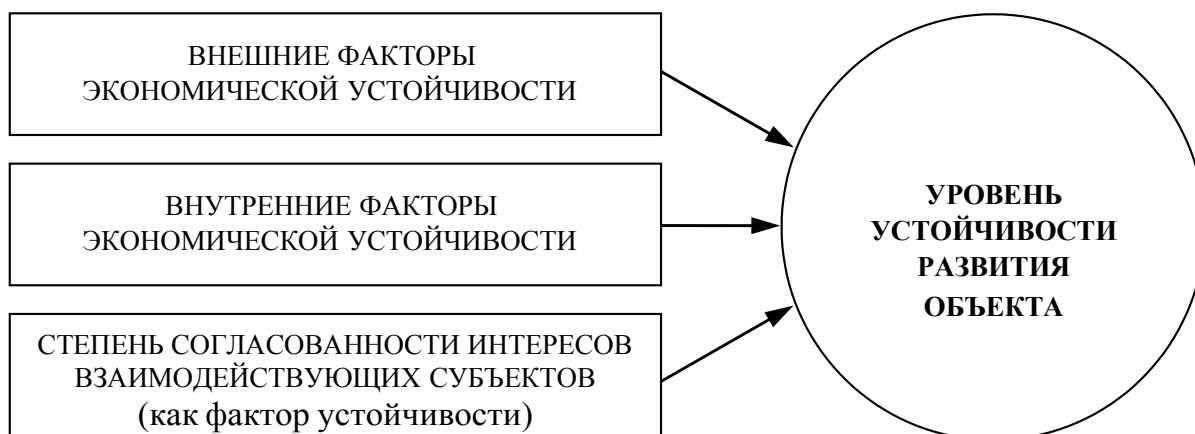 ВНЕШНИЕ ФАКТОРЫ
ЭКОНОМИЧЕСКОЙ УСТОЙЧИВОСТИ
ВНУТРЕННИЕ ФАКТОРЫ
ЭКОНОМИЧЕСКОЙ УСТОЙЧИВОСТИ
СТЕПЕНЬ СОГЛАСОВАННОСТИ ИНТЕРЕСОВ
ВЗАИМОДЕЙСТВУЮЩИХ СУБЪЕКТОВ
(как фактор устойчивости)
УРОВЕНЬ
УСТОЙЧИВОСТИ
РАЗВИТИЯ
ОБЪЕКТА